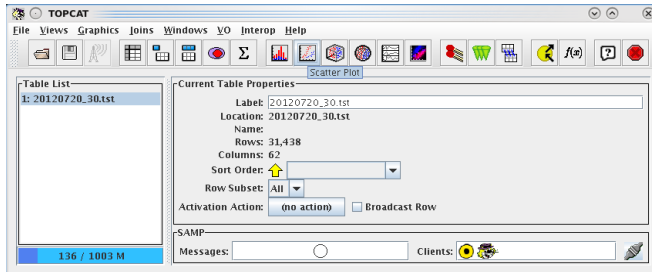 TOPCAT
File Views Graphics Joins Windows VO Interop Help
Σ f(x) ?
Scatter Plot
Table List
1: 20120720_30.tst
136 / 1003 M
Current Table Properties
Label: 20120720_30.tst
Location: 20120720_30.tst
Name:
Rows: 31,438
Columns: 62
Sort Order:
Row Subset: All
Activation Action: (no action) Broadcast Row
SAMP
Messages: Clients: